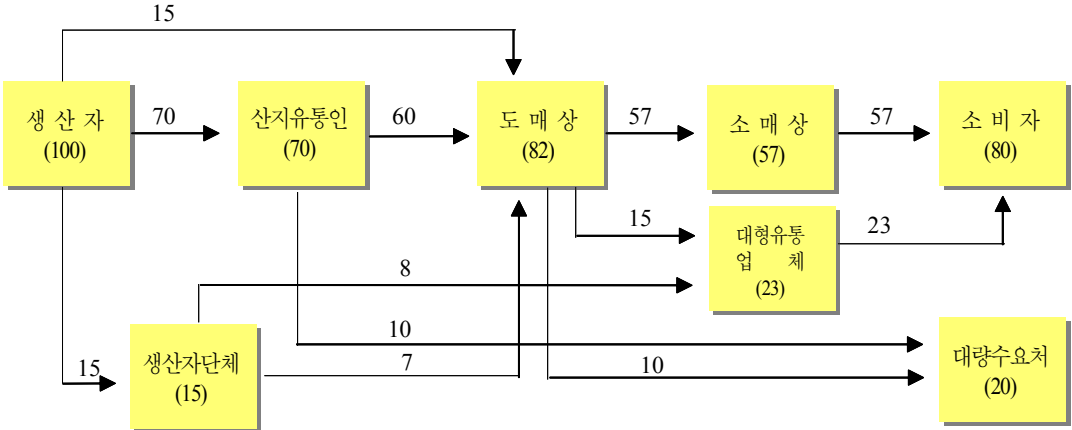 15
생 산 자
(100)
70
산지유통인
(70)
60
도 매 상
(82)
57
소 매 상
(57)
57
소 비 자
(80)
15
대형유통
업 체
(23)
23
8
15
생산자단체
(15)
10
7
10
대량수요처
(20)